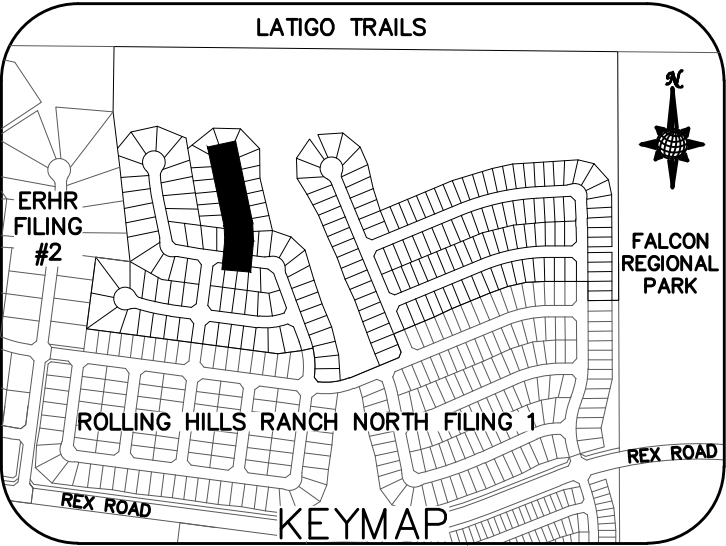 LATIGO TRAILS
N
ERHR
FILING
#2
FALCON
REGIONAL
PARK
ROLLING HILLS RANCH NORTH FILING 1
REX ROAD
REX ROAD
KEYMAP